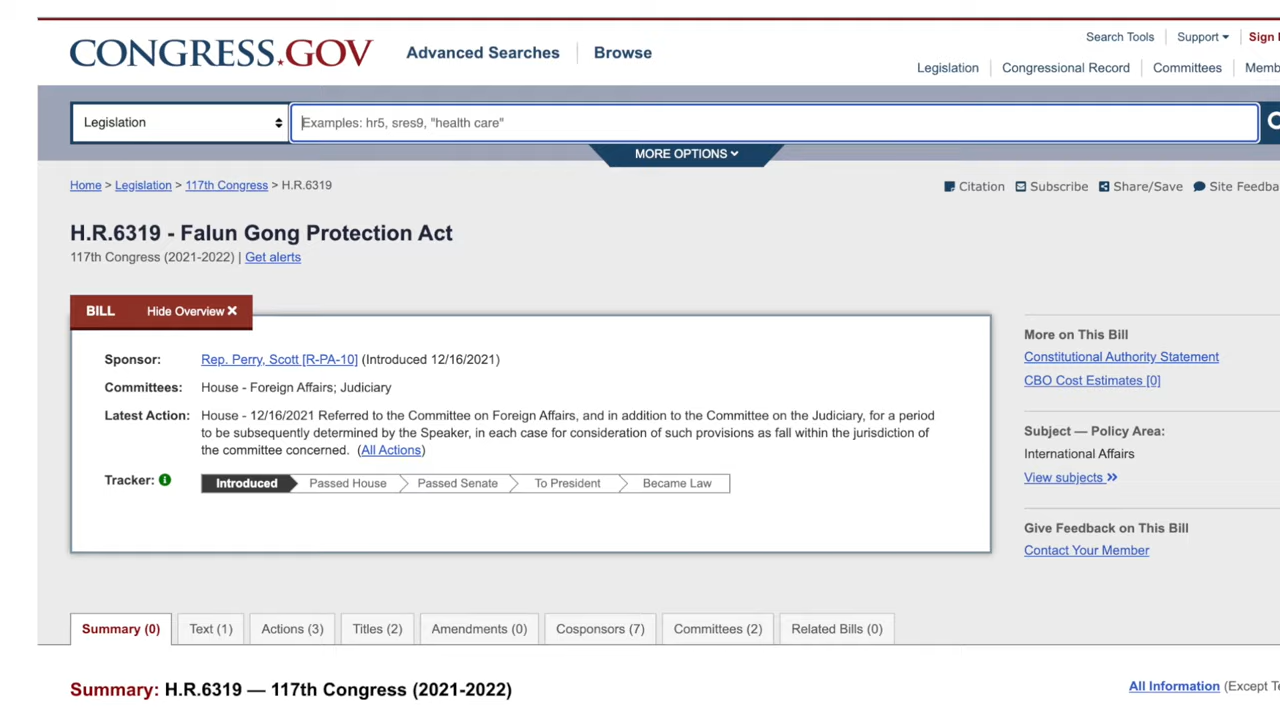 CONGRESS.GOV
Advanced Searches
Browse
Search Tools
Support
Sign
Legislation
Congressional Record
Committees
Memb
Legislation
Examples: hr5, sres9, "health care"
MORE OPTIONS
Home > Legislation > 117th Congress > H.R.6319
Citation
Subscribe
Share/Save
Site Feedba
H.R.6319 - Falun Gong Protection Act
117th Congress (2021-2022) | Get alerts
BILL
Hide Overview
Sponsor: Rep. Perry, Scott [R-PA-10] (Introduced 12/16/2021)
Committees: House - Foreign Affairs; Judiciary
Latest Action: House - 12/16/2021 Referred to the Committee on Foreign Affairs, and in addition to the Committee on the Judiciary, for a period
to be subsequently determined by the Speaker, in each case for consideration of such provisions as fall within the jurisdiction of
the committee concerned. (All Actions)
Tracker: Introduced Passed House Passed Senate To President Became Law
More on This Bill
Constitutional Authority Statement
CBO Cost Estimates [0]
Subject — Policy Area:
International Affairs
View subjects
Give Feedback on This Bill
Contact Your Member
Summary (0)
Text (1)
Actions (3)
Titles (2)
Amendments (0)
Cosponsors (7)
Committees (2)
Related Bills (0)
Summary: H.R.6319 — 117th Congress (2021-2022)
All Information (Except Te